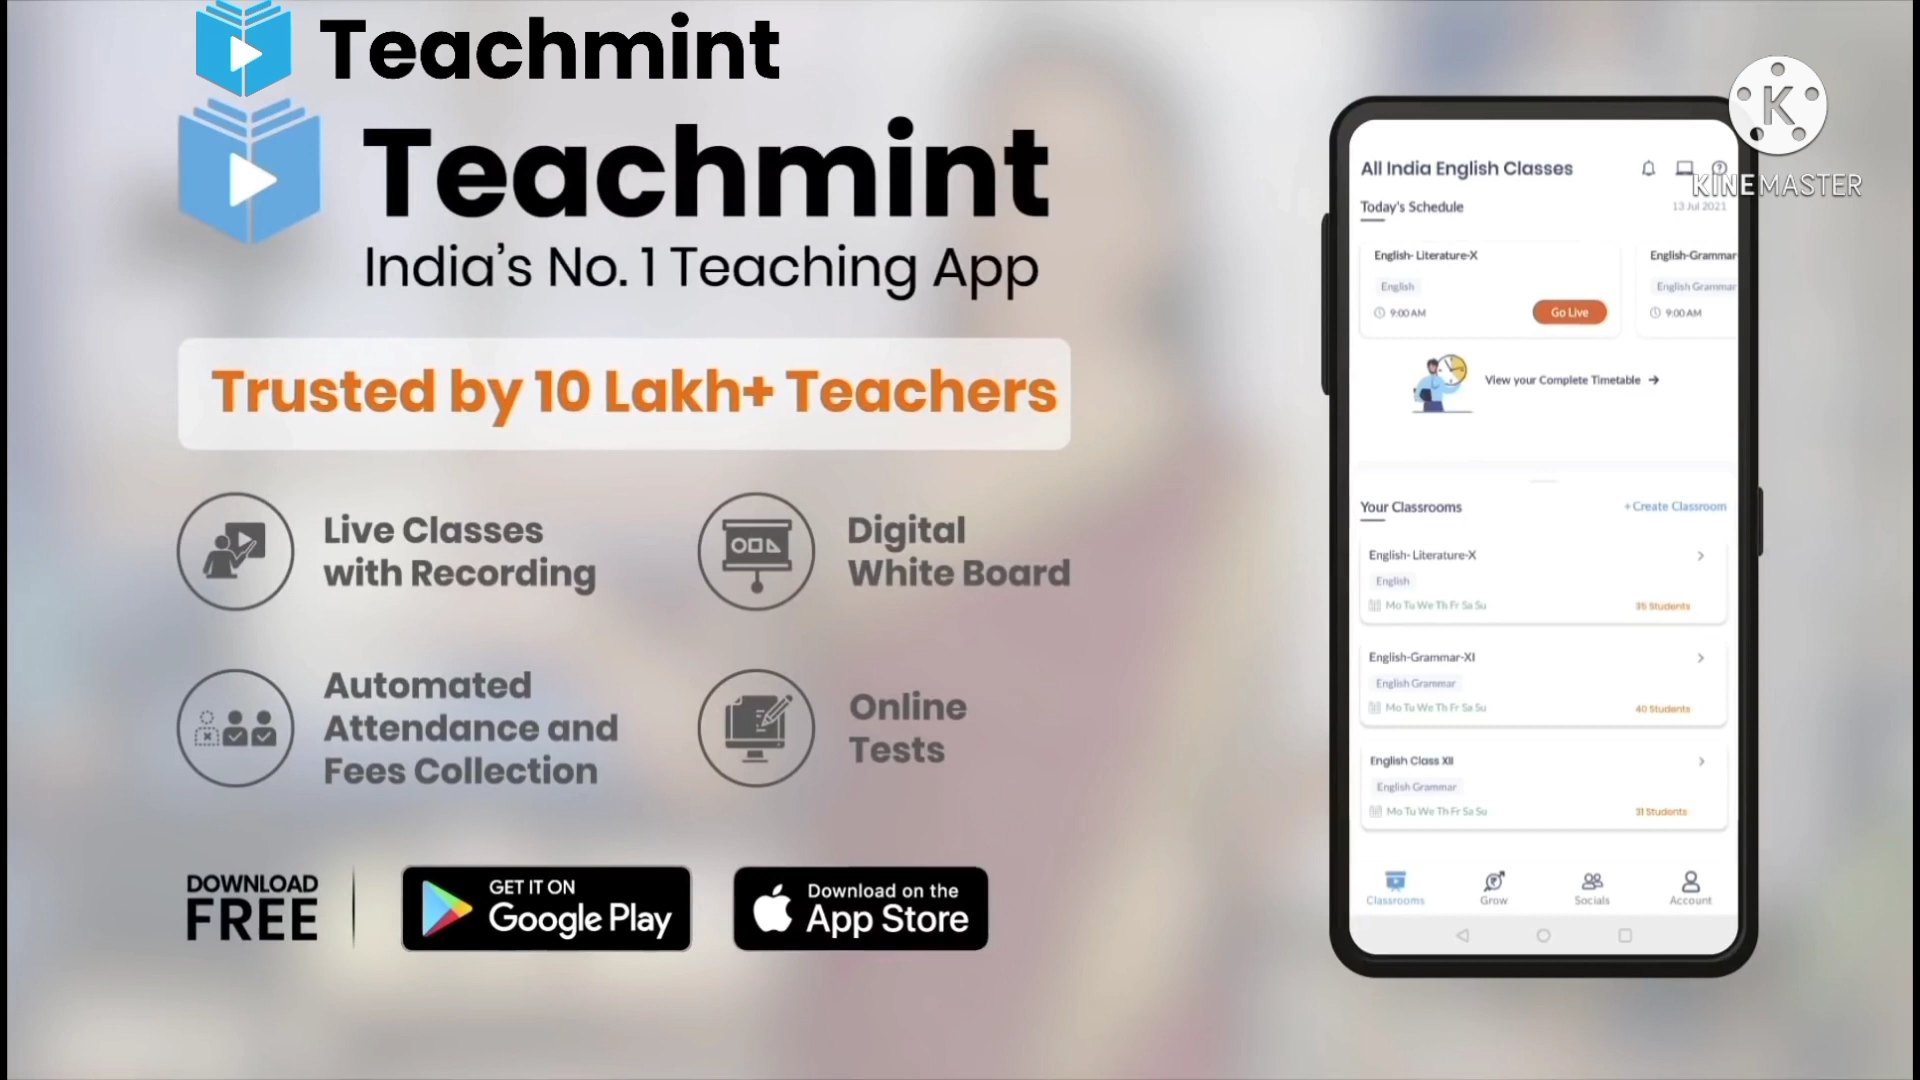 Teachmint
Teachmint
India's No. 1 Teaching App
Trusted by 10 Lakh+ Teachers
Live Classes
with Recording
Digital
White Board
Automated
Attendance and
Fees Collection
Online
Tests
DOWNLOAD
FREE
GET IT ON
Google Play
Download on the
App Store
All India English Classes
Today's Schedule
13 Jul 2021
English- Literature-X
English
9:00 AM
Go Live
English-Grammar
English Grammar
9:00 AM
View your Complete Timetable →
Your Classrooms
+ Create Classroom
English- Literature-X
English
Mo Tu We Th Fr Sa Su
35 Students
English-Grammar-XI
English Grammar
Mo Tu We Th Fr Sa Su
40 Students
English Class XII
English Grammar
Mo Tu We Th Fr Sa Su
31 Students
Classrooms
Grow
Socials
Account
K
KINEMASTER